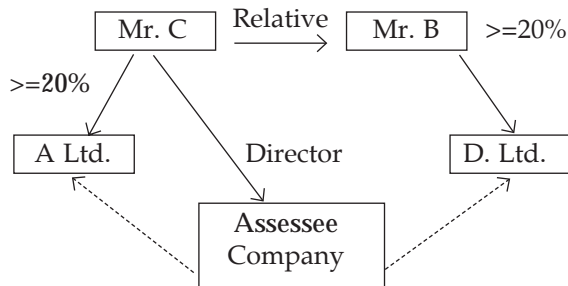 Mr. C
Relative
Mr. B
>=20%
>=20%
A Ltd.
Director
D. Ltd.
Assessee
Company